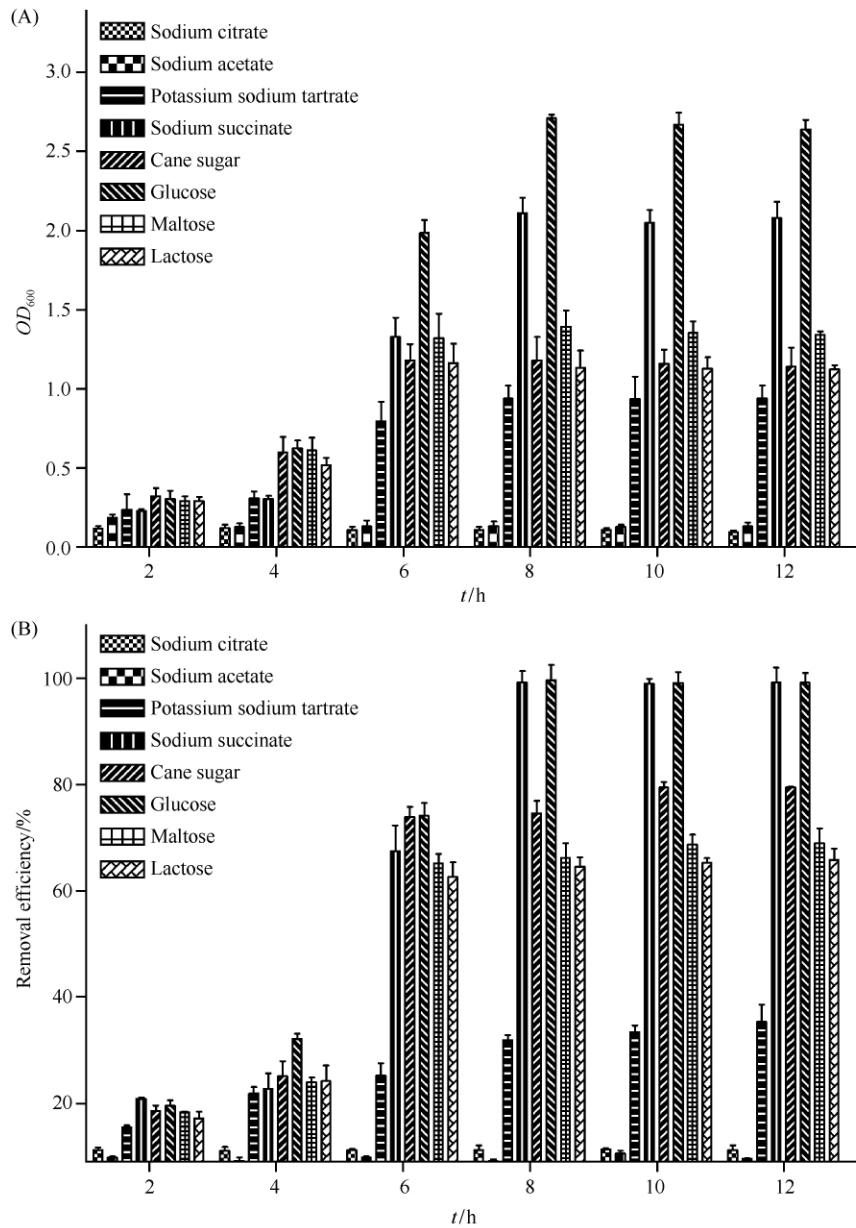 (A)
Sodium citrate
Sodium acetate
Potassium sodium tartrate
Sodium succinate
Cane sugar
Glucose
Maltose
Lactose
3.0
2.5
2.0
1.5
1.0
0.5
0.0
OD600
2 4 6 8 10 12
t/h
(B)
Sodium citrate
Sodium acetate
Potassium sodium tartrate
Sodium succinate
Cane sugar
Glucose
Maltose
Lactose
100
80
60
40
20
Removal efficiency/%
2 4 6 8 10 12
t/h